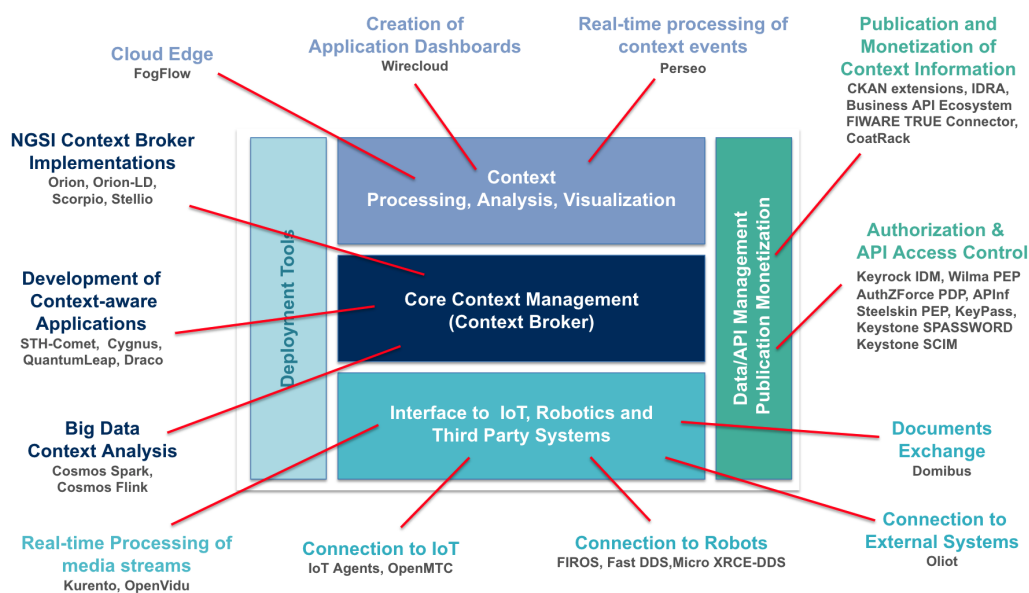 Cloud Edge
FogFlow
Creation of
Application Dashboards
Wirecloud
Real-time processing of
context events
Perseo
Publication and
Monetization of
Context Information
CKAN extensions, IDRA,
Business API Ecosystem
FIWARE TRUE Connector,
CoatRack
NGSI Context Broker
Implementations
Orion, Orion-LD,
Scorpio, Stellio
Development of
Context-aware
Applications
STH-Comet, Cygnus,
QuantumLeap, Draco
Big Data
Context Analysis
Cosmos Spark,
Cosmos Flink
Deployment Tools
Context
Processing, Analysis, Visualization
Core Context Management
(Context Broker)
Interface to IoT, Robotics and
Third Party Systems
Data/API Management
Publication Monetization
Authorization &
API Access Control
Keyrock IDM, Wilma PEP
AuthZForce PDP, APInf
Steelskin PEP, KeyPass,
Keystone SPASSWORD
Keystone SCIM
Documents
Exchange
Domibus
Real-time Processing of
media streams
Kurento, OpenVidu
Connection to IoT
IoT Agents, OpenMTC
Connection to Robots
FIROS, Fast DDS,Micro XRCE-DDS
Connection to
External Systems
Oliot